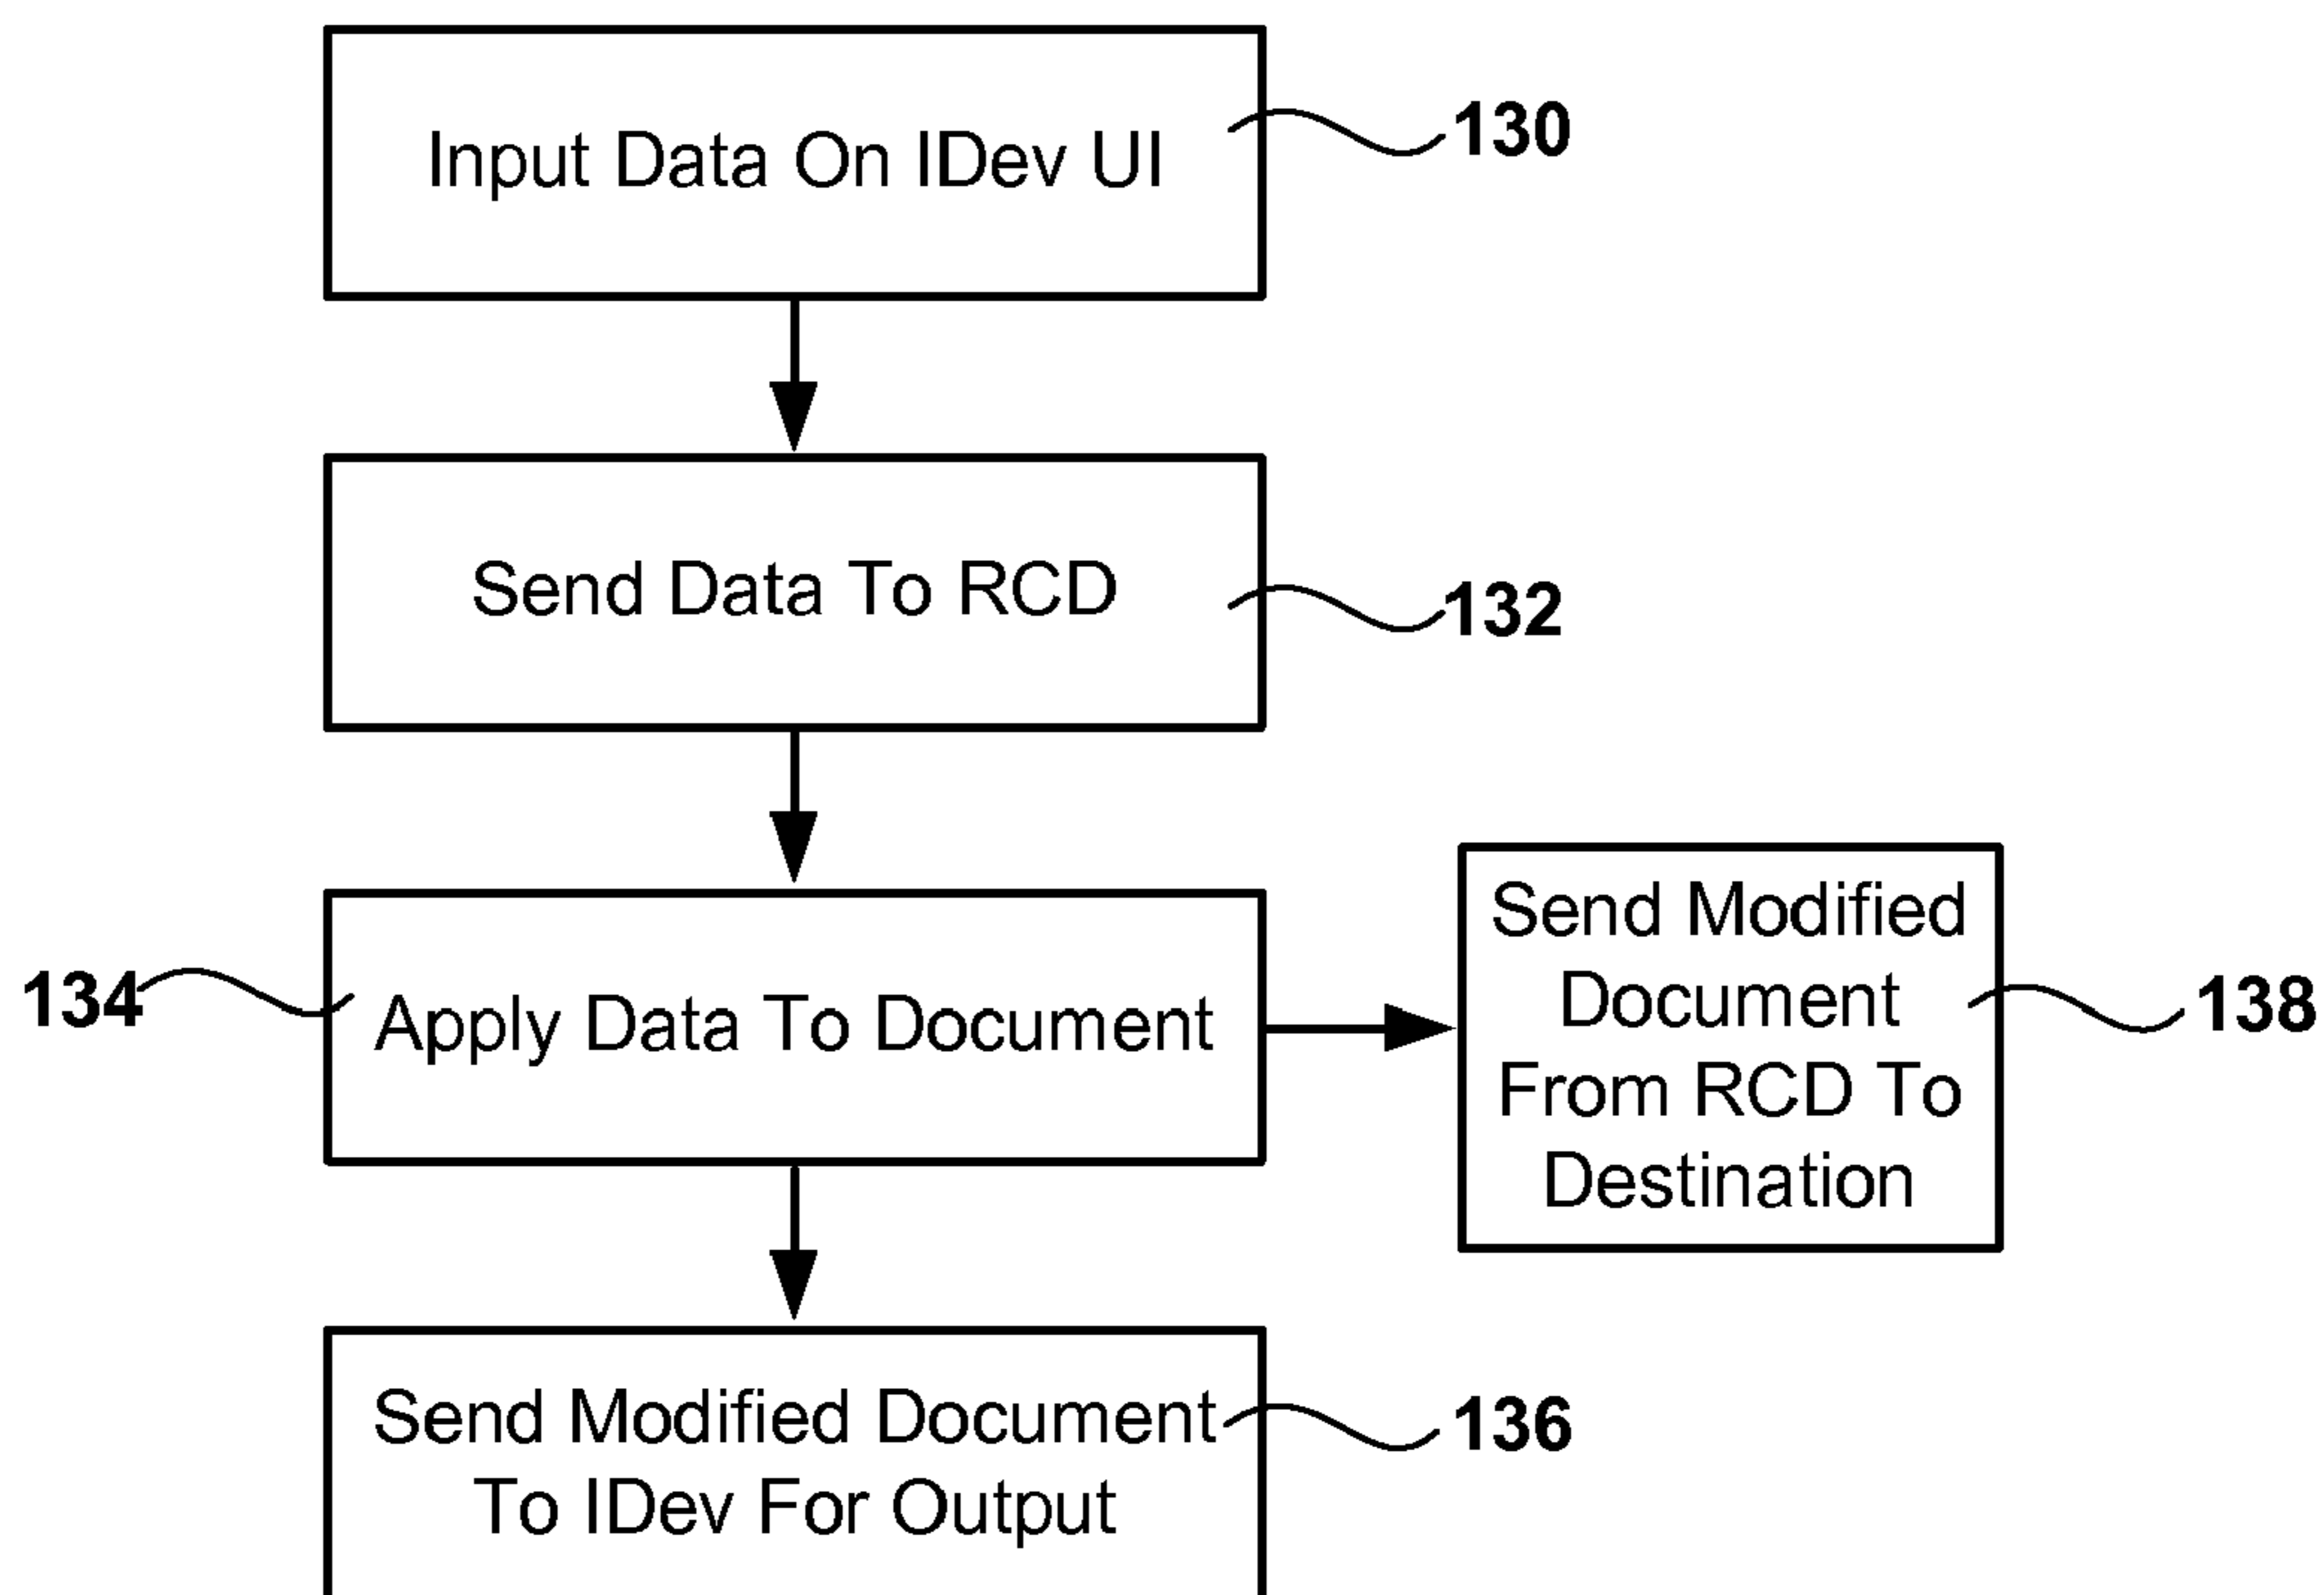 Input Data On IDev UI
130
Send Data To RCD
132
134
Apply Data To Document
Send Modified
Document
From RCD To
Destination
138
Send Modified Document
To IDev For Output
136